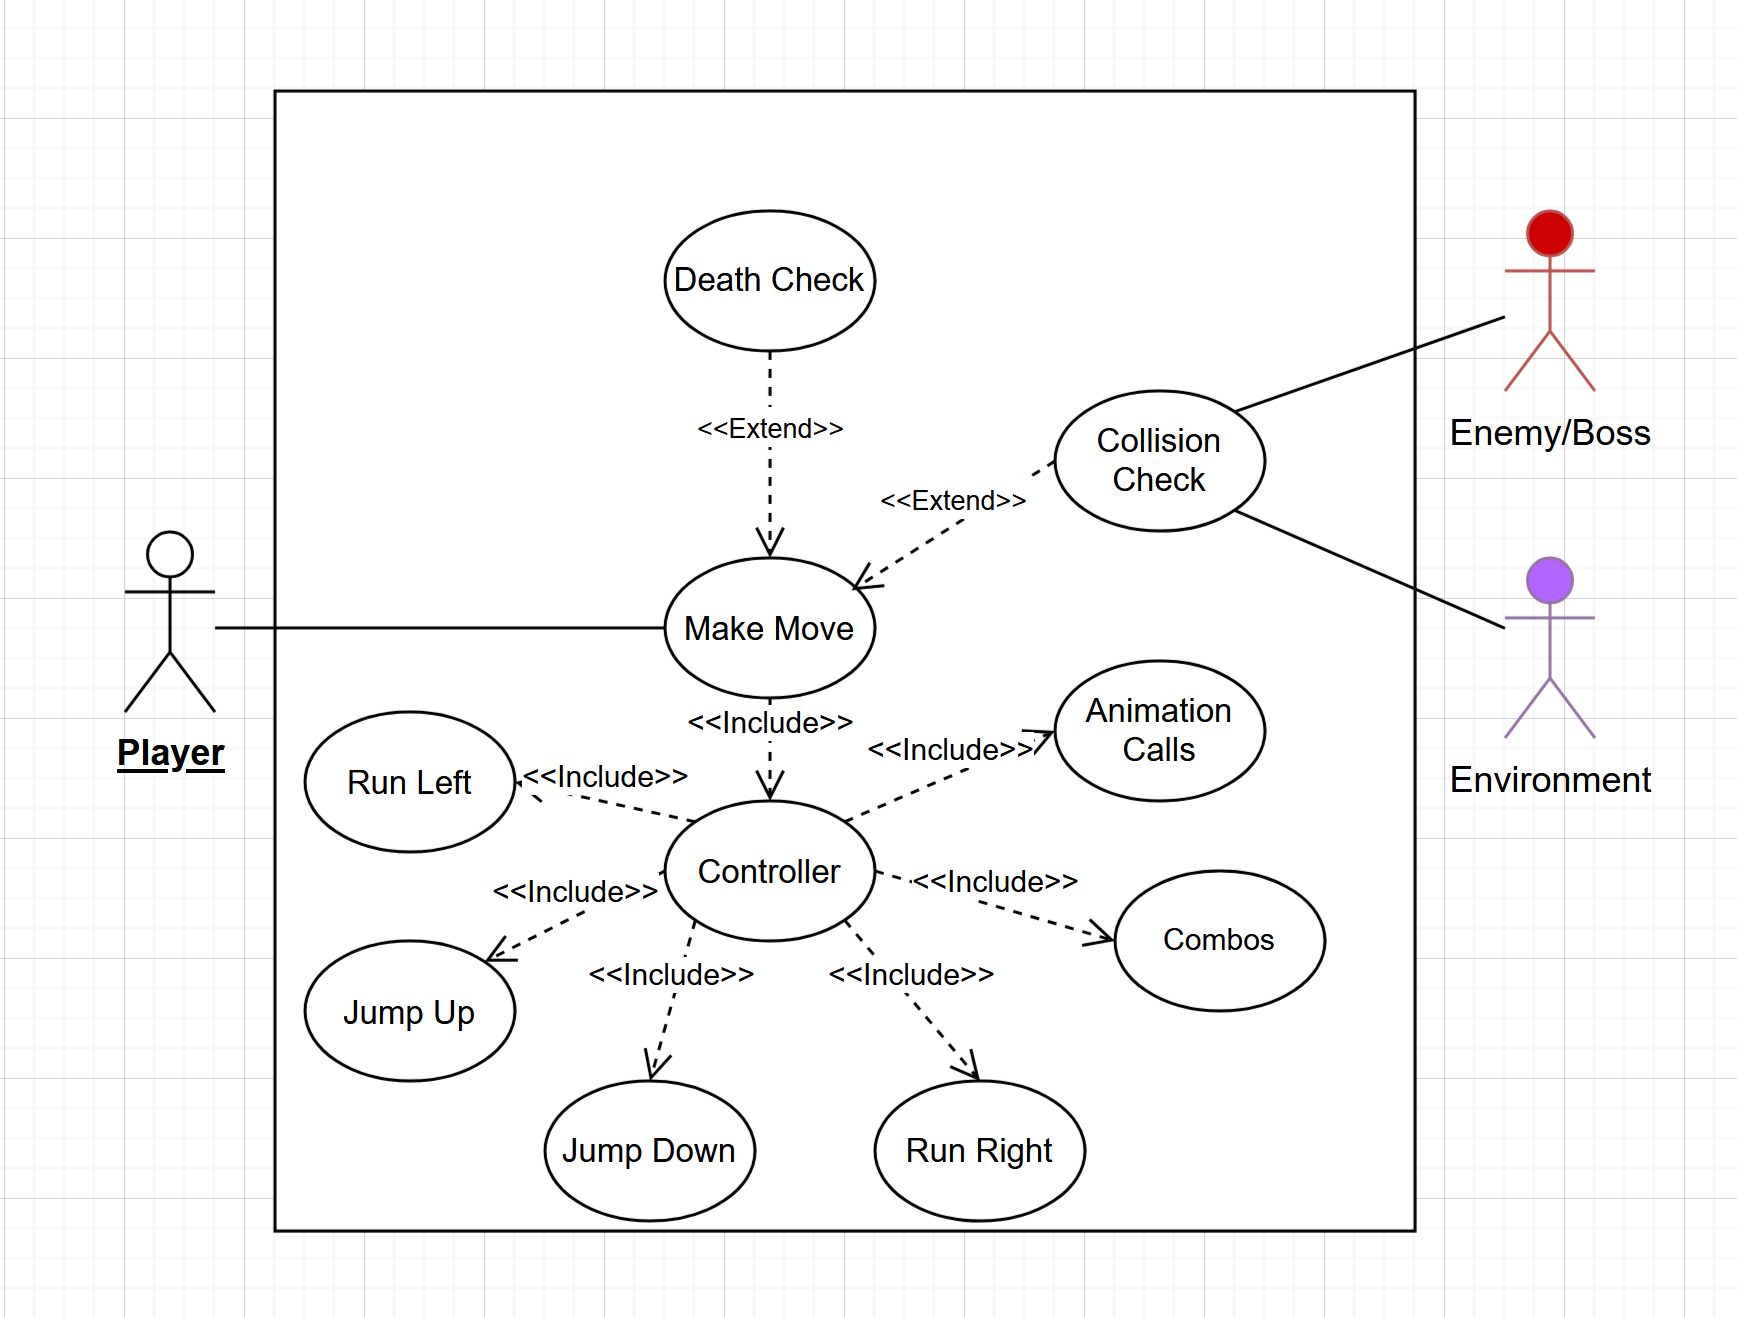 Death Check
<<Extend>>
Collision
Check
Enemy/Boss
<<Extend>>
Make Move
Player
<<Include>>
Animation
Calls
<<Include>>
Environment
Run Left
<<Include>>
Controller
<<Include>>
<<Include>>
Combos
<<Include>>
<<Include>>
Jump Up
Jump Down
Run Right